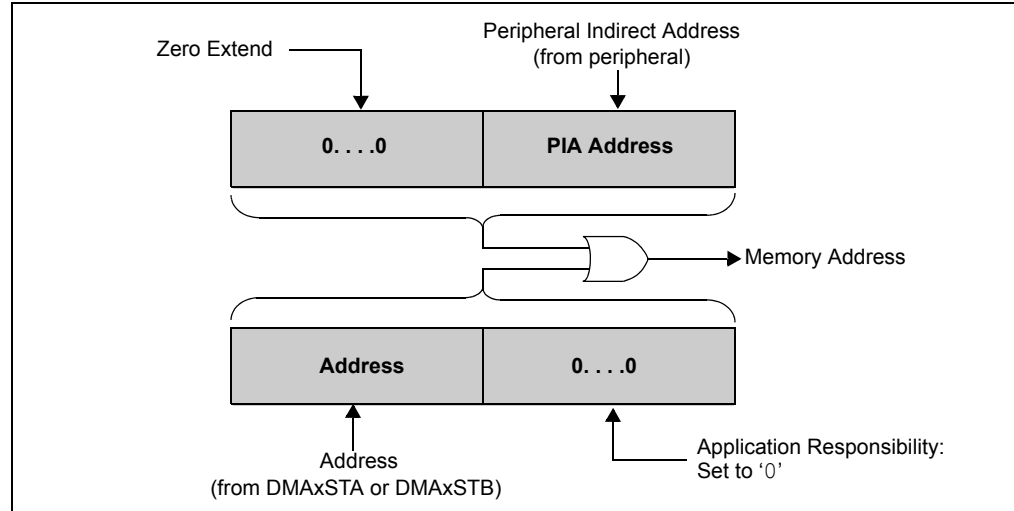 Zero Extend
Peripheral Indirect Address
(from peripheral)
0. . . .0
PIA Address
Memory Address
Address
0. . . .0
Address
(from DMAxSTA or DMAxSTB)
Application Responsibility:
Set to ‘0’